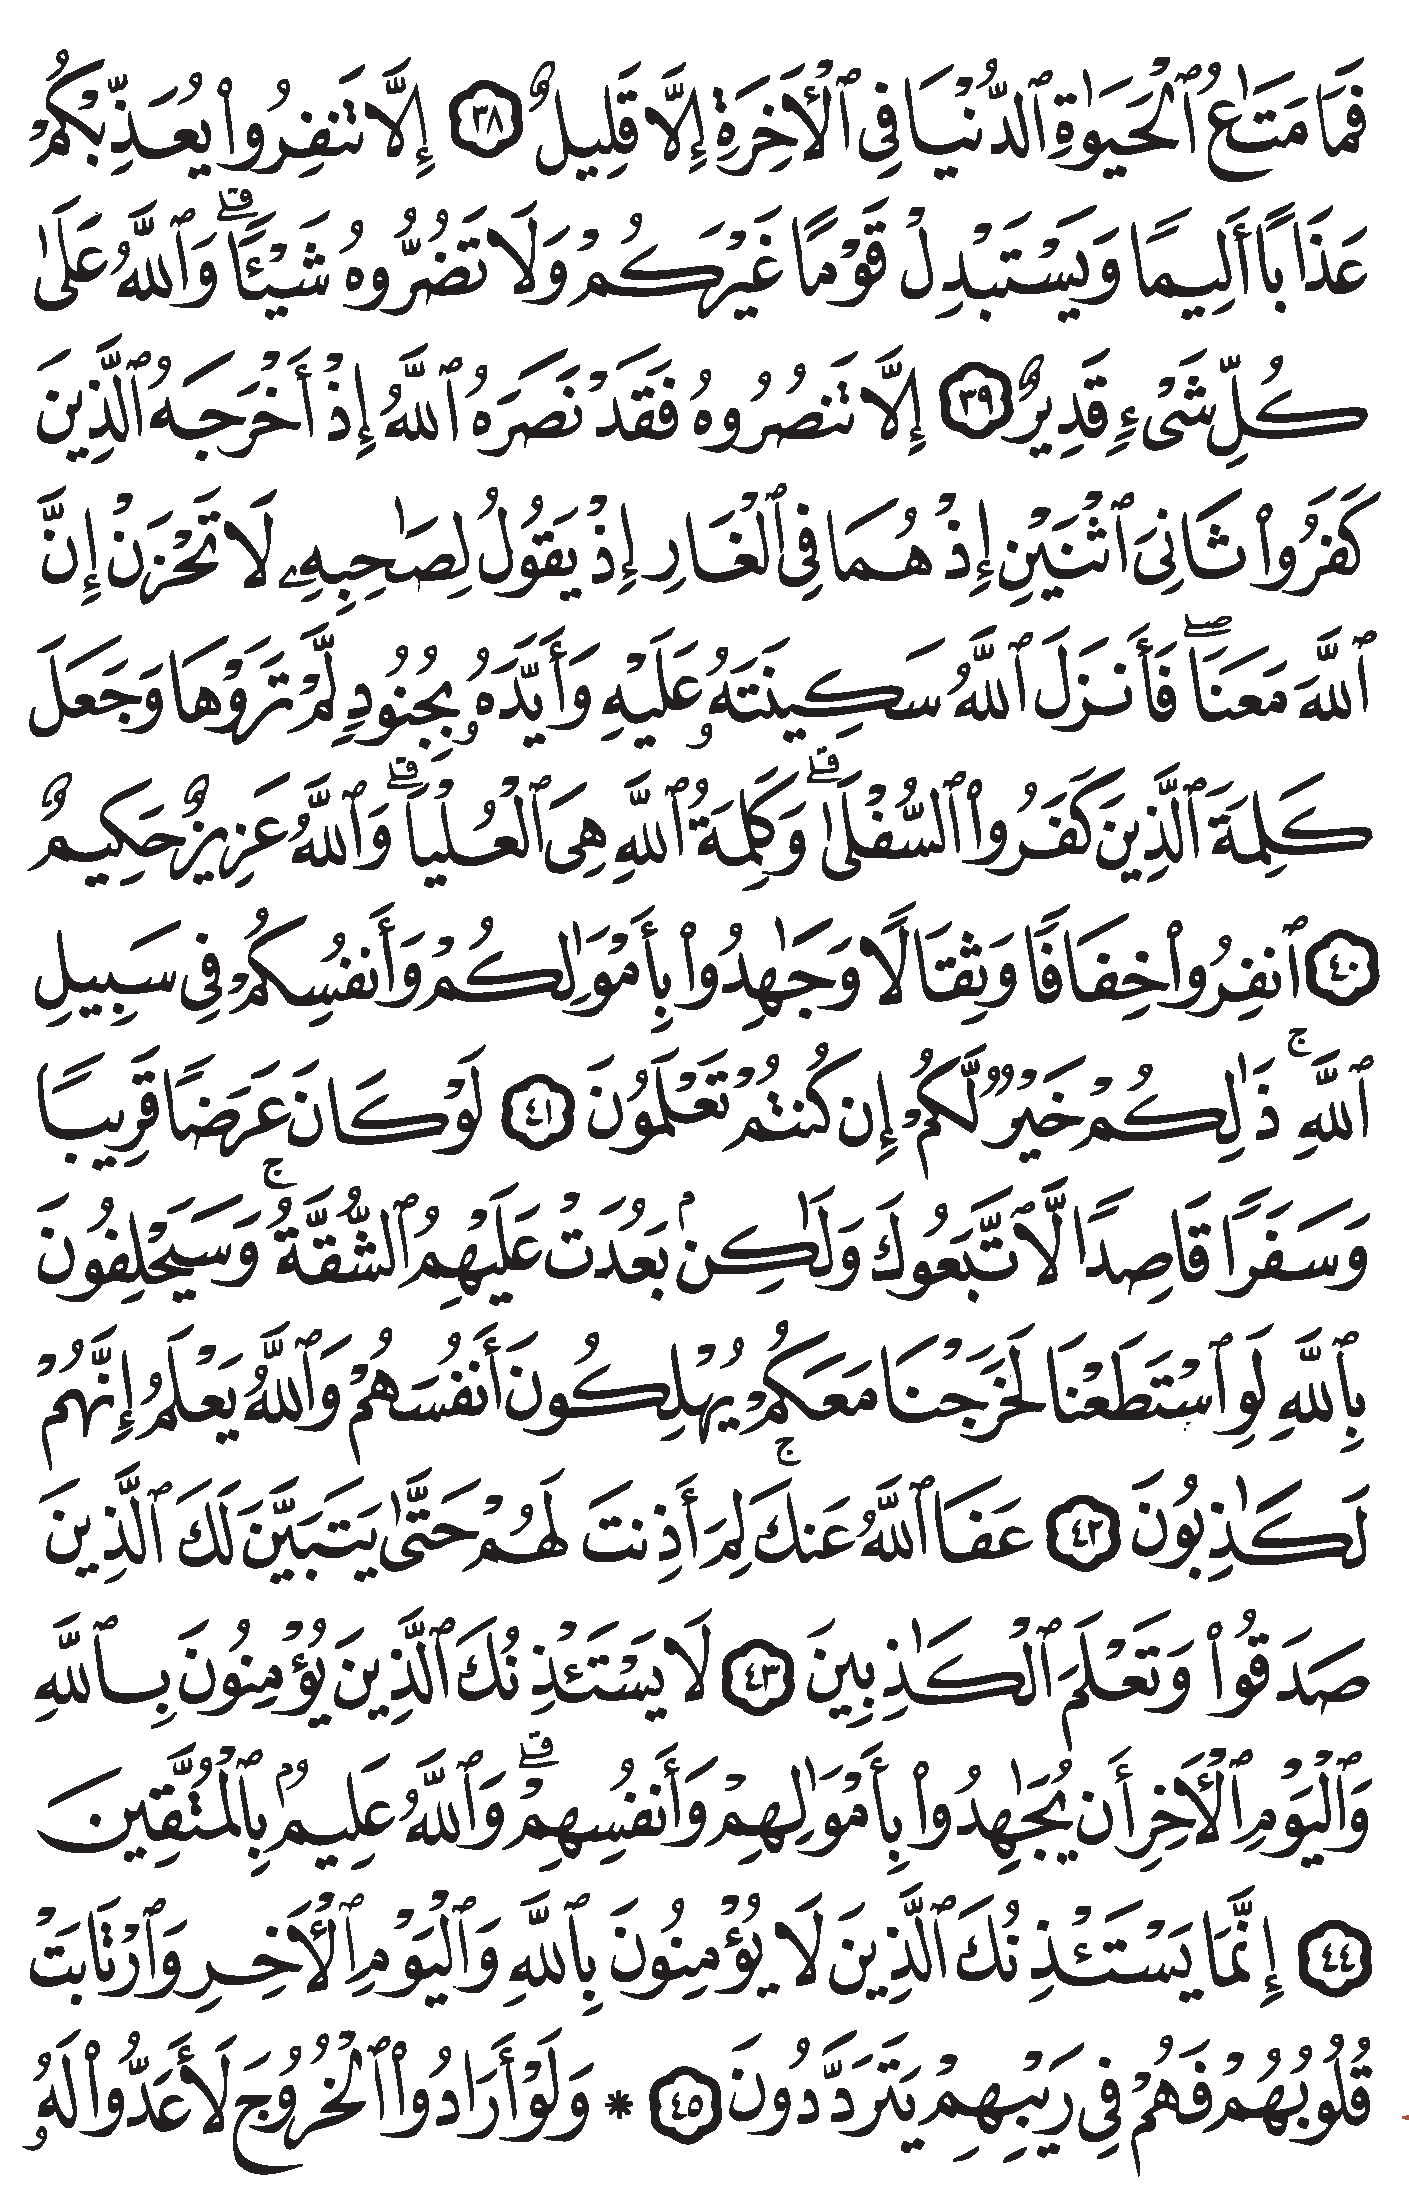 فَمَا مَتَٰعُ ٱلْحَيَوٰةِ ٱلدُّنْيَا فِى ٱلْأَخِرَةِ إِلَّا قَلِيلٌ ٣٨ إِلَّا تَنفِرُوا۟ يُعَذِّبْكُمْ
عَذَابًا أَلِيمًا وَيَسْتَبْدِلْ قَوْمًا غَيْرَكُمْ وَلَا تَضُرُّوهُ شَيْـًٔا ۗ وَٱللَّهُ عَلَىٰ
كُلِّ شَىْءٍ قَدِيرٌ ٣٩ إِلَّا تَنصُرُوهُ فَقَدْ نَصَرَهُ ٱللَّهُ إِذْ أَخْرَجَهُ ٱلَّذِينَ
كَفَرُوا۟ ثَانِىَ ٱثْنَيْنِ إِذْ هُمَا فِى ٱلْغَارِ إِذْ يَقُولُ لِصَٰحِبِهِۦ لَا تَحْزَنْ إِنَّ
ٱللَّهَ مَعَنَا ۖ فَأَنزَلَ ٱللَّهُ سَكِينَتَهُۥ عَلَيْهِ وَأَيَّدَهُۥ بِجُنُودٍ لَّمْ تَرَوْهَا وَجَعَلَ
كَلِمَةَ ٱلَّذِينَ كَفَرُوا۟ ٱلسُّفْلَىٰ ۗ وَكَلِمَةُ ٱللَّهِ هِىَ ٱلْعُلْيَا ۗ وَٱللَّهُ عَزِيزٌ حَكِيمٌ
٤٠ ٱنفِرُوا۟ خِفَافًا وَثِقَالًا وَجَٰهِدُوا۟ بِأَمْوَٰلِكُمْ وَأَنفُسِكُمْ فِى سَبِيلِ
ٱللَّهِ ۚ ذَٰلِكُمْ خَيْرٌ لَّكُمْ إِن كُنتُمْ تَعْلَمُونَ ٤١ لَوْ كَانَ عَرَضًا قَرِيبًا
وَسَفَرًا قَاصِدًا لَّاتَّبَعُوكَ وَلَٰكِنۢ بَعُدَتْ عَلَيْهِمُ ٱلشُّقَّةُ ۚ وَسَيَحْلِفُونَ
بِٱللَّهِ لَوِ ٱسْتَطَعْنَا لَخَرَجْنَا مَعَكُمْ يُهْلِكُونَ أَنفُسَهُمْ وَٱللَّهُ يَعْلَمُ إِنَّهُمْ
لَكَٰذِبُونَ ٤٢ عَفَا ٱللَّهُ عَنكَ ۚ لِمَ أَذِنتَ لَهُمْ حَتَّىٰ يَتَبَيَّنَ لَكَ ٱلَّذِينَ
صَدَقُوا۟ وَتَعْلَمَ ٱلْكَٰذِبِينَ ٤٣ لَا يَسْتَـْٔذِنُكَ ٱلَّذِينَ يُؤْمِنُونَ بِٱللَّهِ
وَٱلْيَوْمِ ٱلْأَخِرِ أَن يُجَٰهِدُوا۟ بِأَمْوَٰلِهِمْ وَأَنفُسِهِمْ ۗ وَٱللَّهُ عَلِيمٌۢ بِٱلْمُتَّقِينَ
٤٤ إِنَّمَا يَسْتَـْٔذِنُكَ ٱلَّذِينَ لَا يُؤْمِنُونَ بِٱللَّهِ وَٱلْيَوْمِ ٱلْأَخِرِ وَٱرْتَابَتْ
قُلُوبُهُمْ فَهُمْ فِى رَيْبِهِمْ يَتَرَدَّدُونَ ٤٥ * وَلَوْ أَرَادُوا۟ ٱلْخُرُوجَ لَأَعَدُّوا۟ لَهُۥ